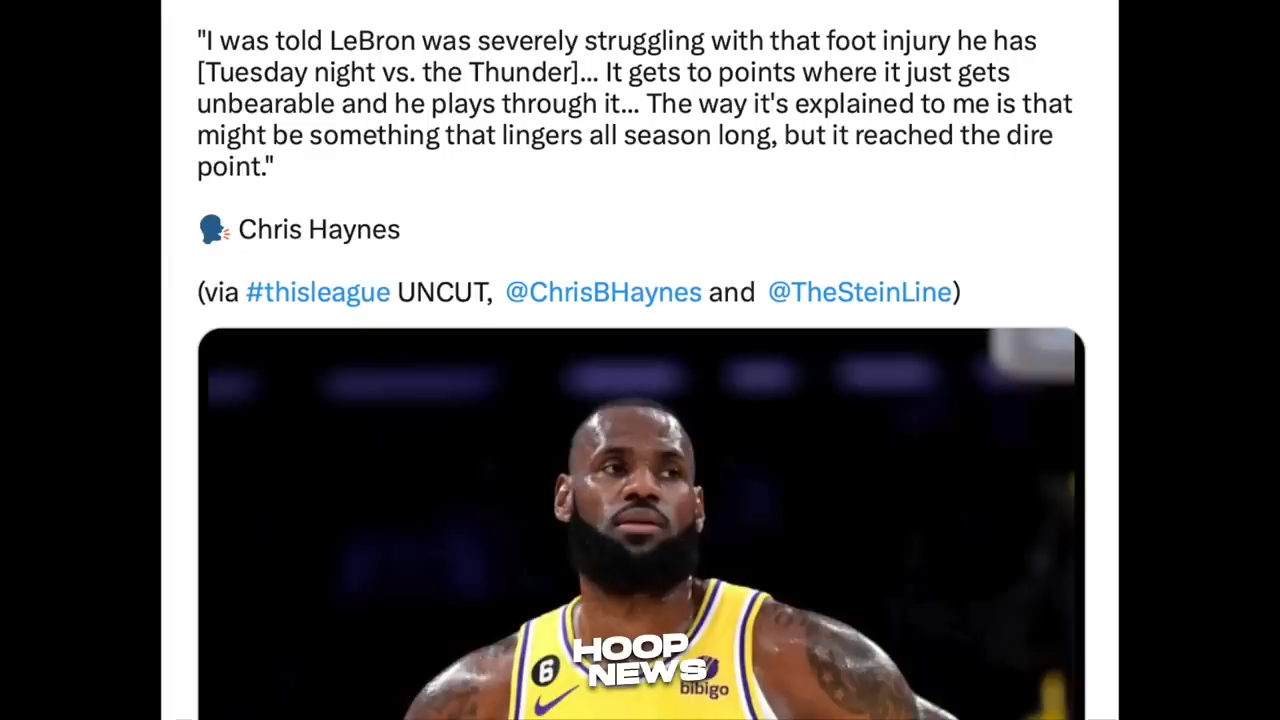 "I was told LeBron was severely struggling with that foot injury he has
[Tuesday night vs. the Thunder]... It gets to points where it just gets
unbearable and he plays through it... The way it's explained to me is that
might be something that lingers all season long, but it reached the dire
point."
🗣 Chris Haynes
(via #thisleague UNCUT, @ChrisBHaynes and @TheSteinLine)
HOOP
NEWS
6
bibigo